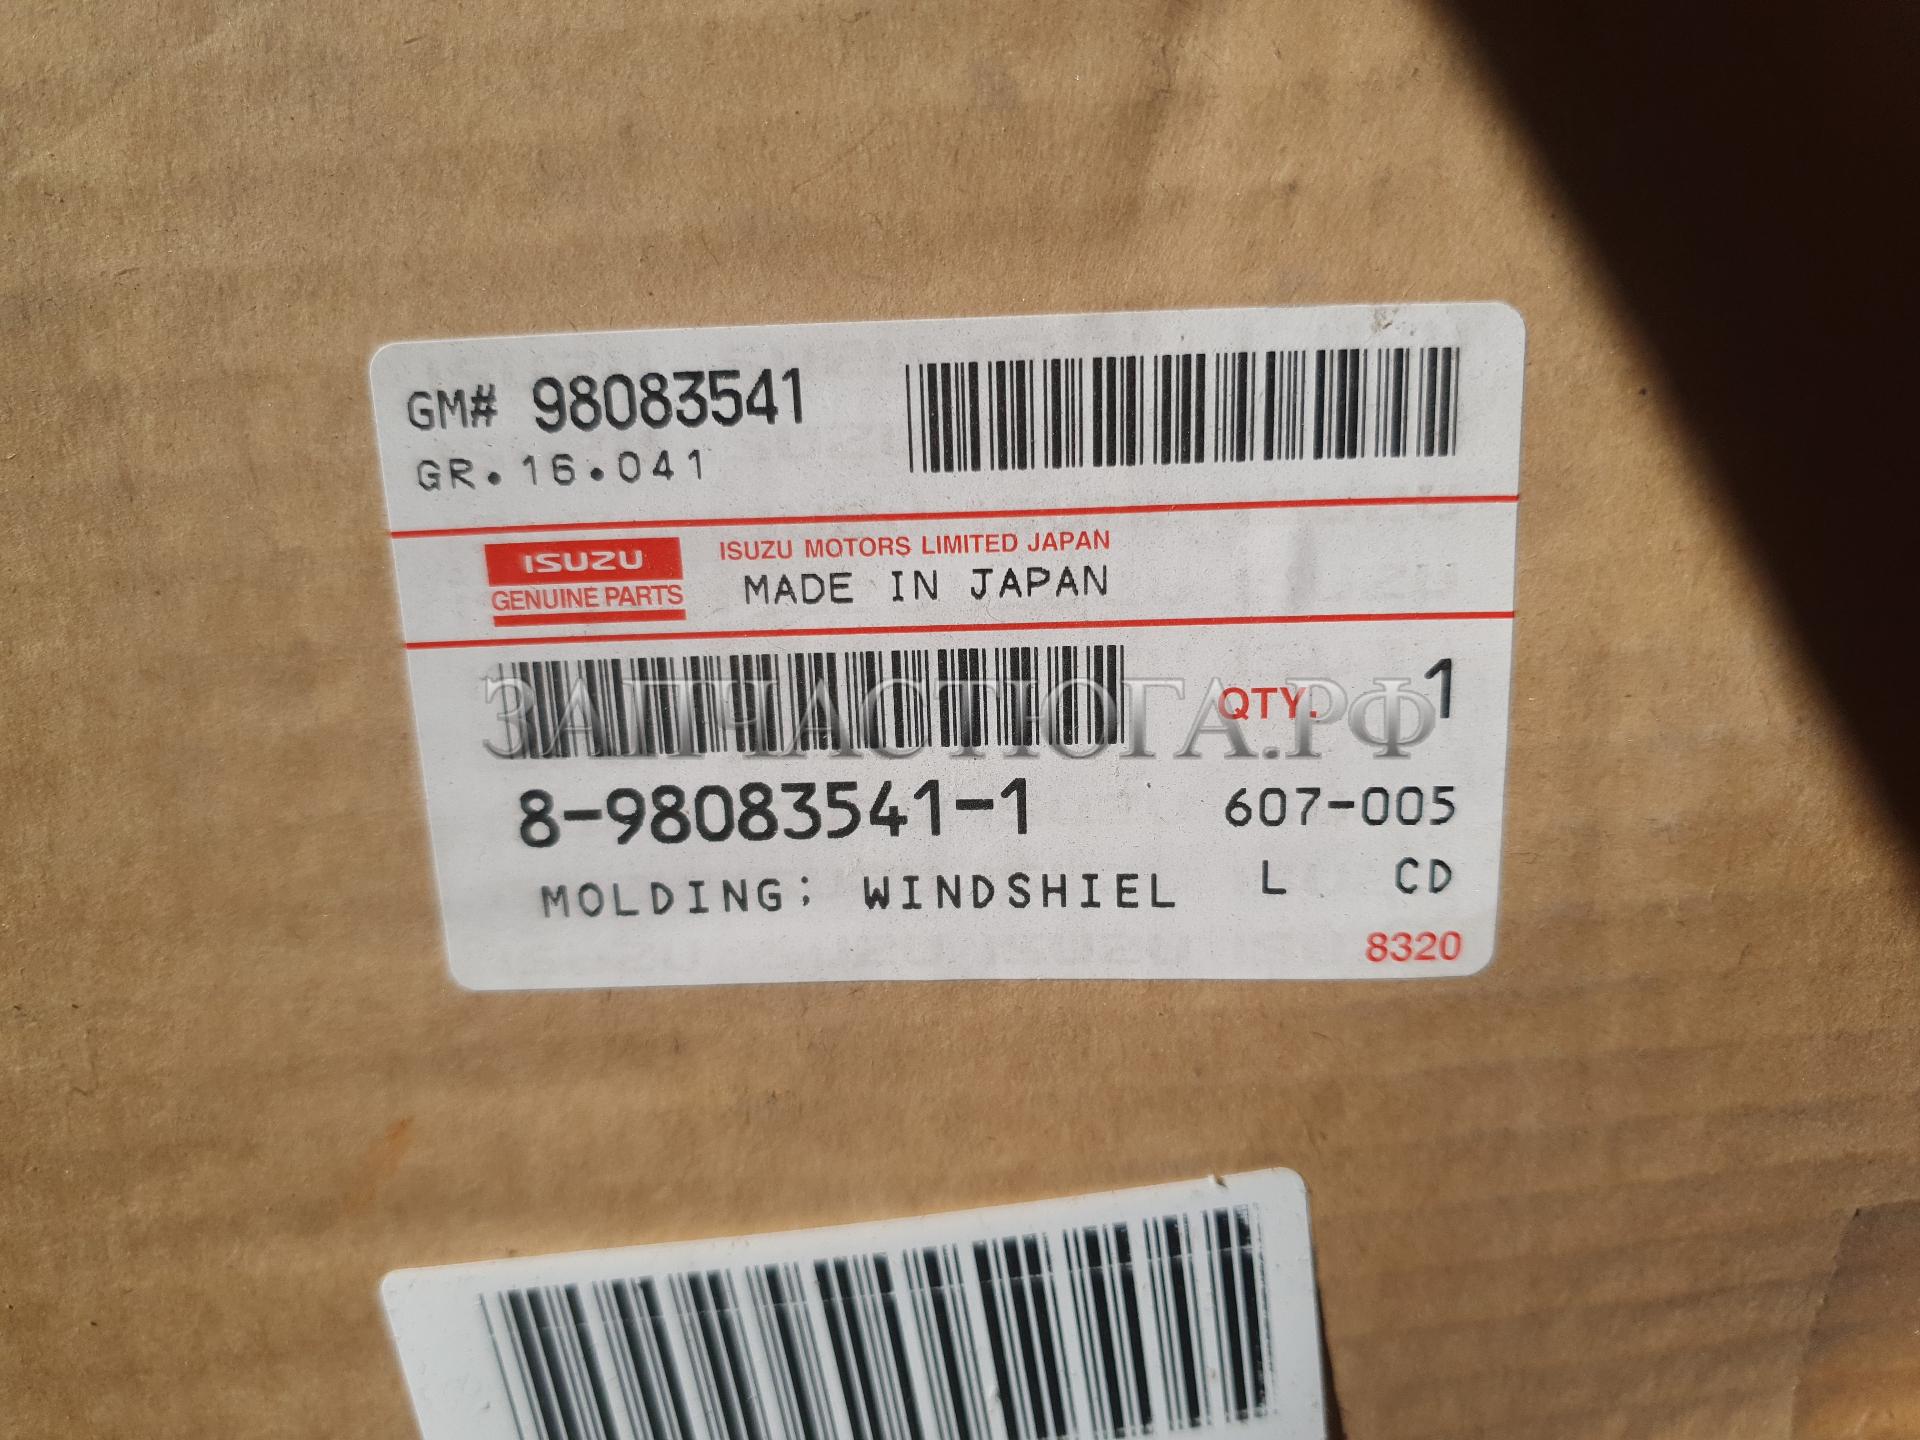 GM# 98083541
GR.16.041
ISUZU
GENUINE PARTS
ISUZU MOTORS LIMITED JAPAN
MADE IN JAPAN
ЗАПЧАСТЮГА.РФ
QTY. 1
8-98083541-1
607-005
MOLDING; WINDSHIEL
L CD
8320